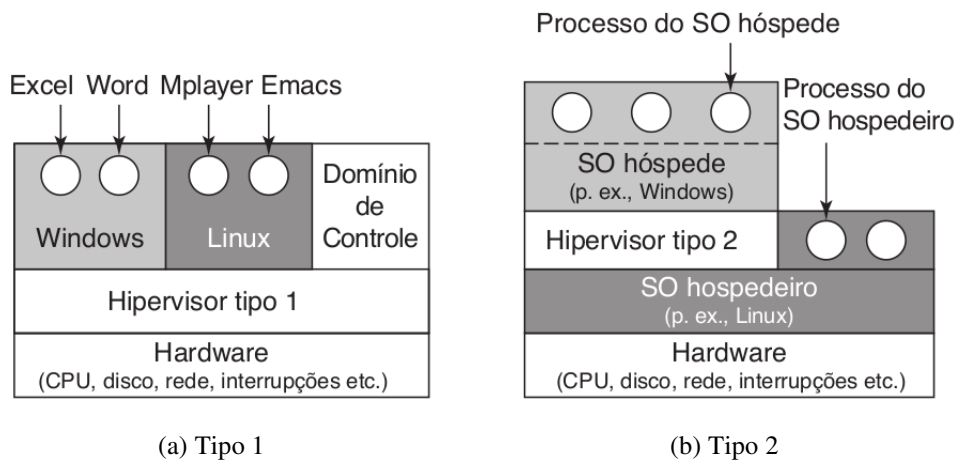 Excel Word Mplayer Emacs
Windows
Linux
Domínio
de
Controle
Hipervisor tipo 1
Hardware
(CPU, disco, rede, interrupções etc.)
(a) Tipo 1
Processo do SO hóspede
Processo do
SO hospedeiro
SO hóspede
(p. ex., Windows)
Hipervisor tipo 2
SO hospedeiro
(p. ex., Linux)
Hardware
(CPU, disco, rede, interrupções etc.)
(b) Tipo 2